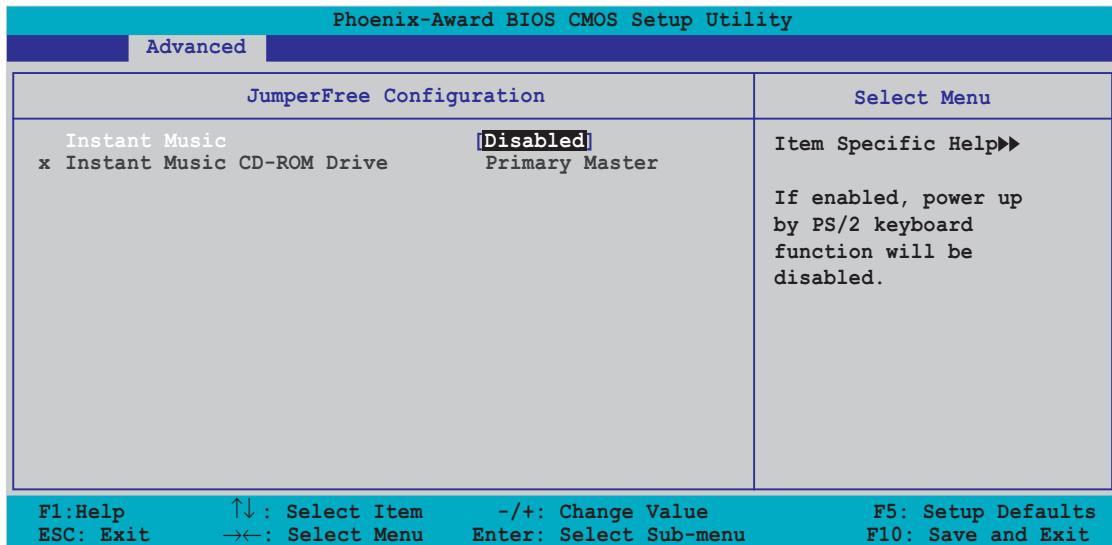 Phoenix-Award BIOS CMOS Setup Utility
Advanced
JumperFree Configuration
Select Menu
Instant Music [Disabled]
x Instant Music CD-ROM Drive Primary Master
Item Specific Help▶▶
If enabled, power up
by PS/2 keyboard
function will be
disabled.
F1:Help ↑↓ : Select Item -/+: Change Value F5: Setup Defaults
ESC: Exit →←: Select Menu Enter: Select Sub-menu F10: Save and Exit